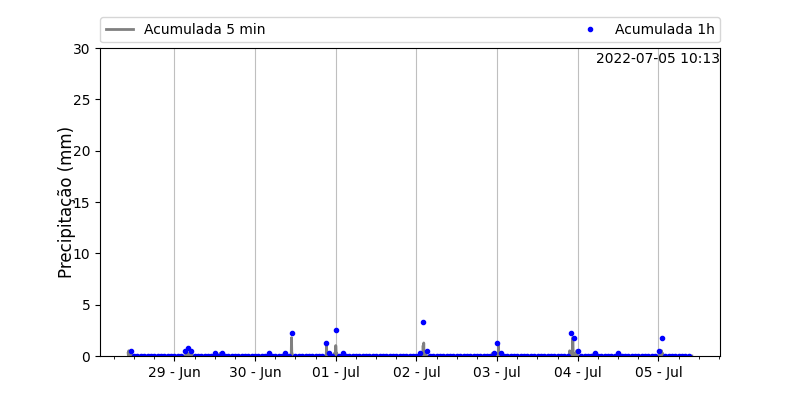 Acumulada 5 min
Acumulada 1h
2022-07-05 10:13
Precipitação (mm)
30
25
20
15
10
5
0
29 - Jun
30 - Jun
01 - Jul
02 - Jul
03 - Jul
04 - Jul
05 - Jul